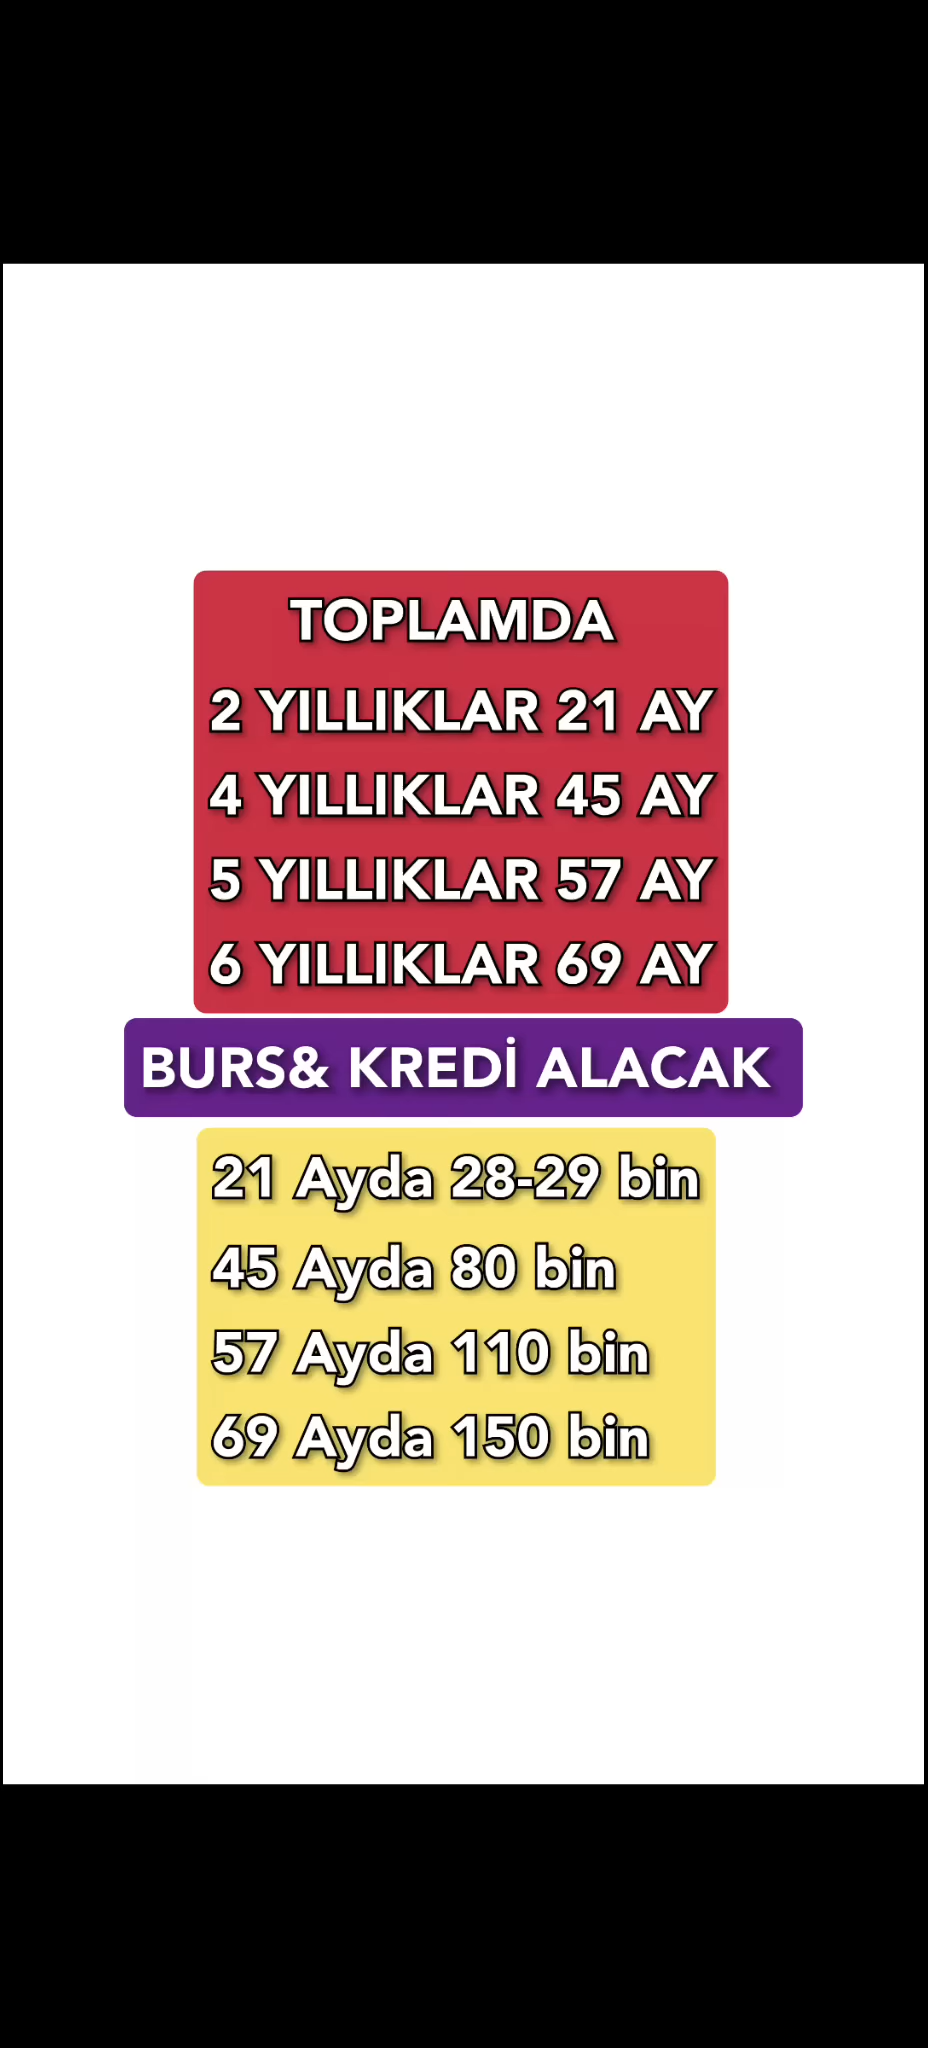 TOPLAMDA
2 YILLIKLAR 21 AY
4 YILLIKLAR 45 AY
5 YILLIKLAR 57 AY
6 YILLIKLAR 69 AY
BURS& KREDİ ALACAK
21 Ayda 28-29 bin
45 Ayda 80 bin
57 Ayda 110 bin
69 Ayda 150 bin